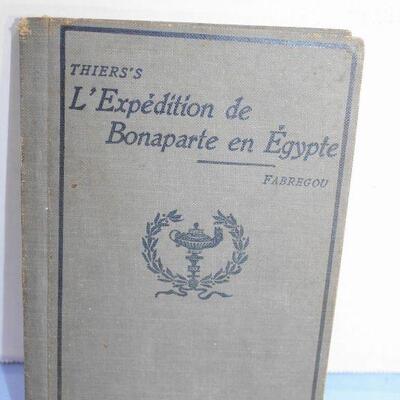 THIERS'S
L'Expédition de
Bonaparte en Égypte
FABREGOU